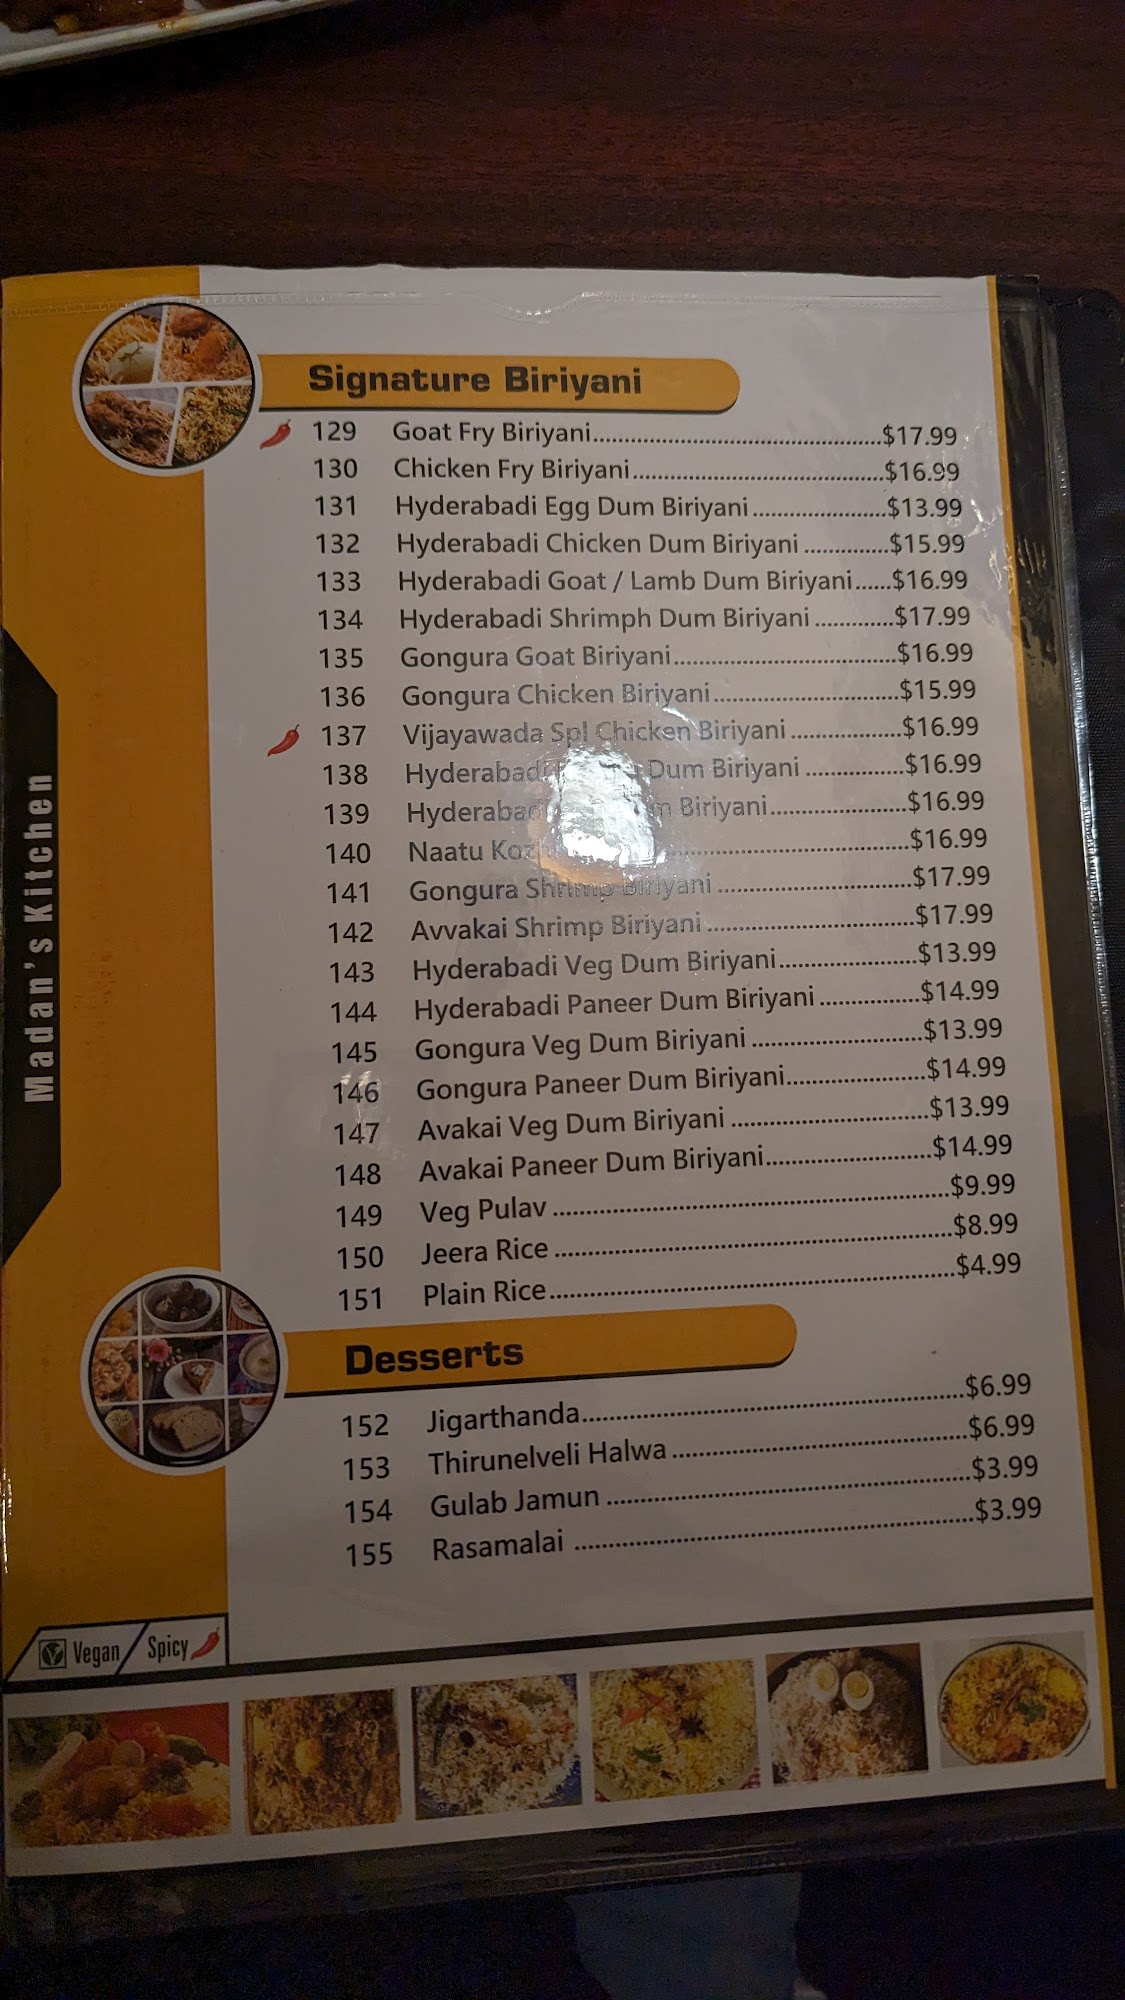 Signature Biriyani
129 Goat Fry Biriyani $17.99
130 Chicken Fry Biriyani $16.99
131 Hyderabadi Egg Dum Biriyani $13.99
132 Hyderabadi Chicken Dum Biriyani $15.99
133 Hyderabadi Goat / Lamb Dum Biriyani $16.99
134 Hyderabadi Shrimph Dum Biriyani $17.99
135 Gongura Goat Biriyani $16.99
136 Gongura Chicken Biriyani $15.99
137 Vijayawada Spl Chicken Biriyani $16.99
138 Hyderabadi Dum Biriyani $16.99
139 Hyderabadi Biriyani $16.99
140 Naatu $16.99
141 Gongura Shrimp Biriyani $17.99
142 Avvakai Shrimp Biriyani $17.99
143 Hyderabadi Veg Dum Biriyani $13.99
144 Hyderabadi Paneer Dum Biriyani $14.99
145 Gongura Veg Dum Biriyani $13.99
146 Gongura Paneer Dum Biriyani $14.99
147 Avakai Veg Dum Biriyani $13.99
148 Avakai Paneer Dum Biriyani $14.99
149 Veg Pulav $9.99
150 Jeera Rice $8.99
151 Plain Rice $4.99
Desserts
152 Jigarthanda $6.99
153 Thirunelveli Halwa $6.99
154 Gulab Jamun $3.99
155 Rasamalai $3.99
Madan's Kitchen
Vegan / Spicy